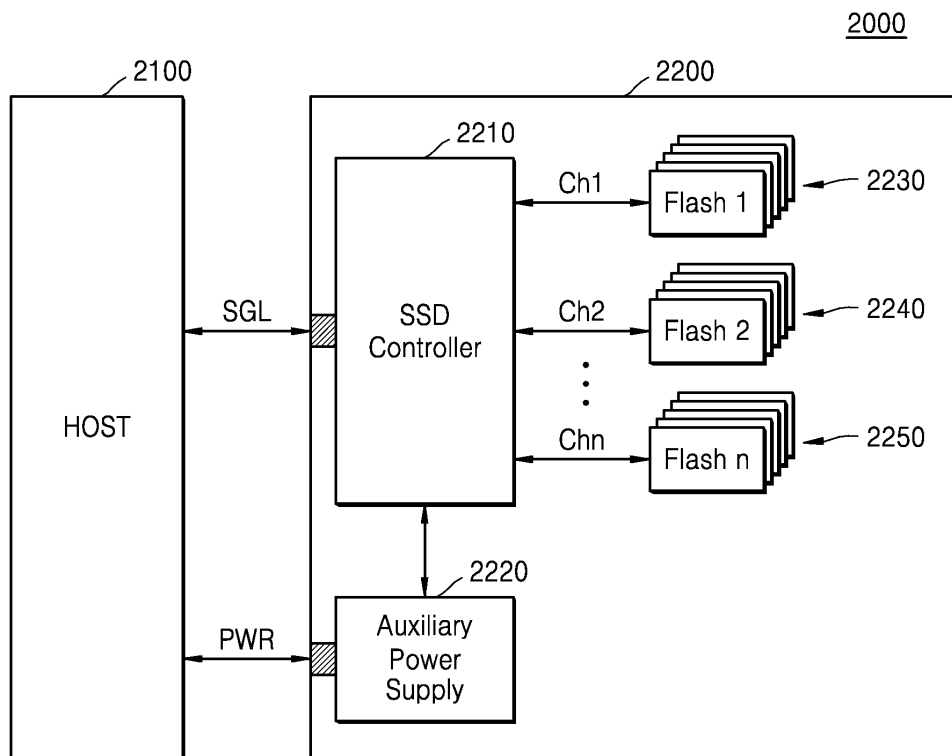 2000
2100
2200
2210
Ch1
Flash 1
2230
SGL
SSD
Controller
Ch2
Flash 2
2240
HOST
Chn
Flash n
2250
2220
PWR
Auxiliary
Power
Supply